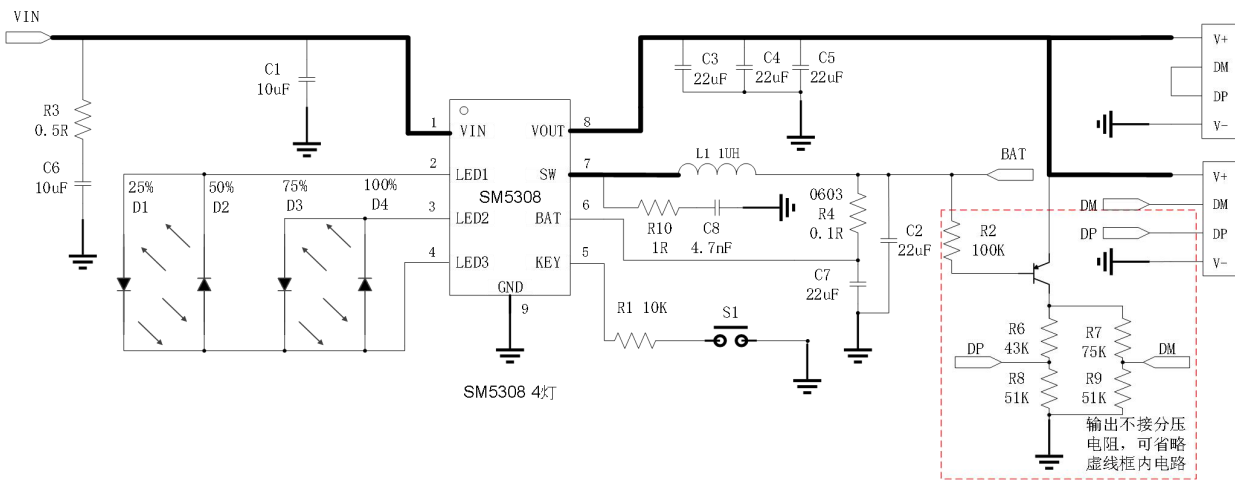 VIN
R3
0.5R
C6
10uF
C1
10uF
1
VIN
VOUT
8
2
LED1
SW
7
SM5308
3
LED2
BAT
6
4
LED3
KEY
5
GND
9
25%
D1
50%
D2
75%
D3
100%
D4
SM5308 4灯
C3
22uF
C4
22uF
C5
22uF
L1 1UH
BAT
R10
1R
C8
4.7nF
0603
R4
0.1R
C2
22uF
C7
22uF
R1 10K
S1
R2
100K
V+
DM
DP
V-
V+
DM
DM
DP
DP
V-
R6
43K
R7
75K
DP
DM
R8
51K
R9
51K
输出不接分压
电阻，可省略
虚线框内电路